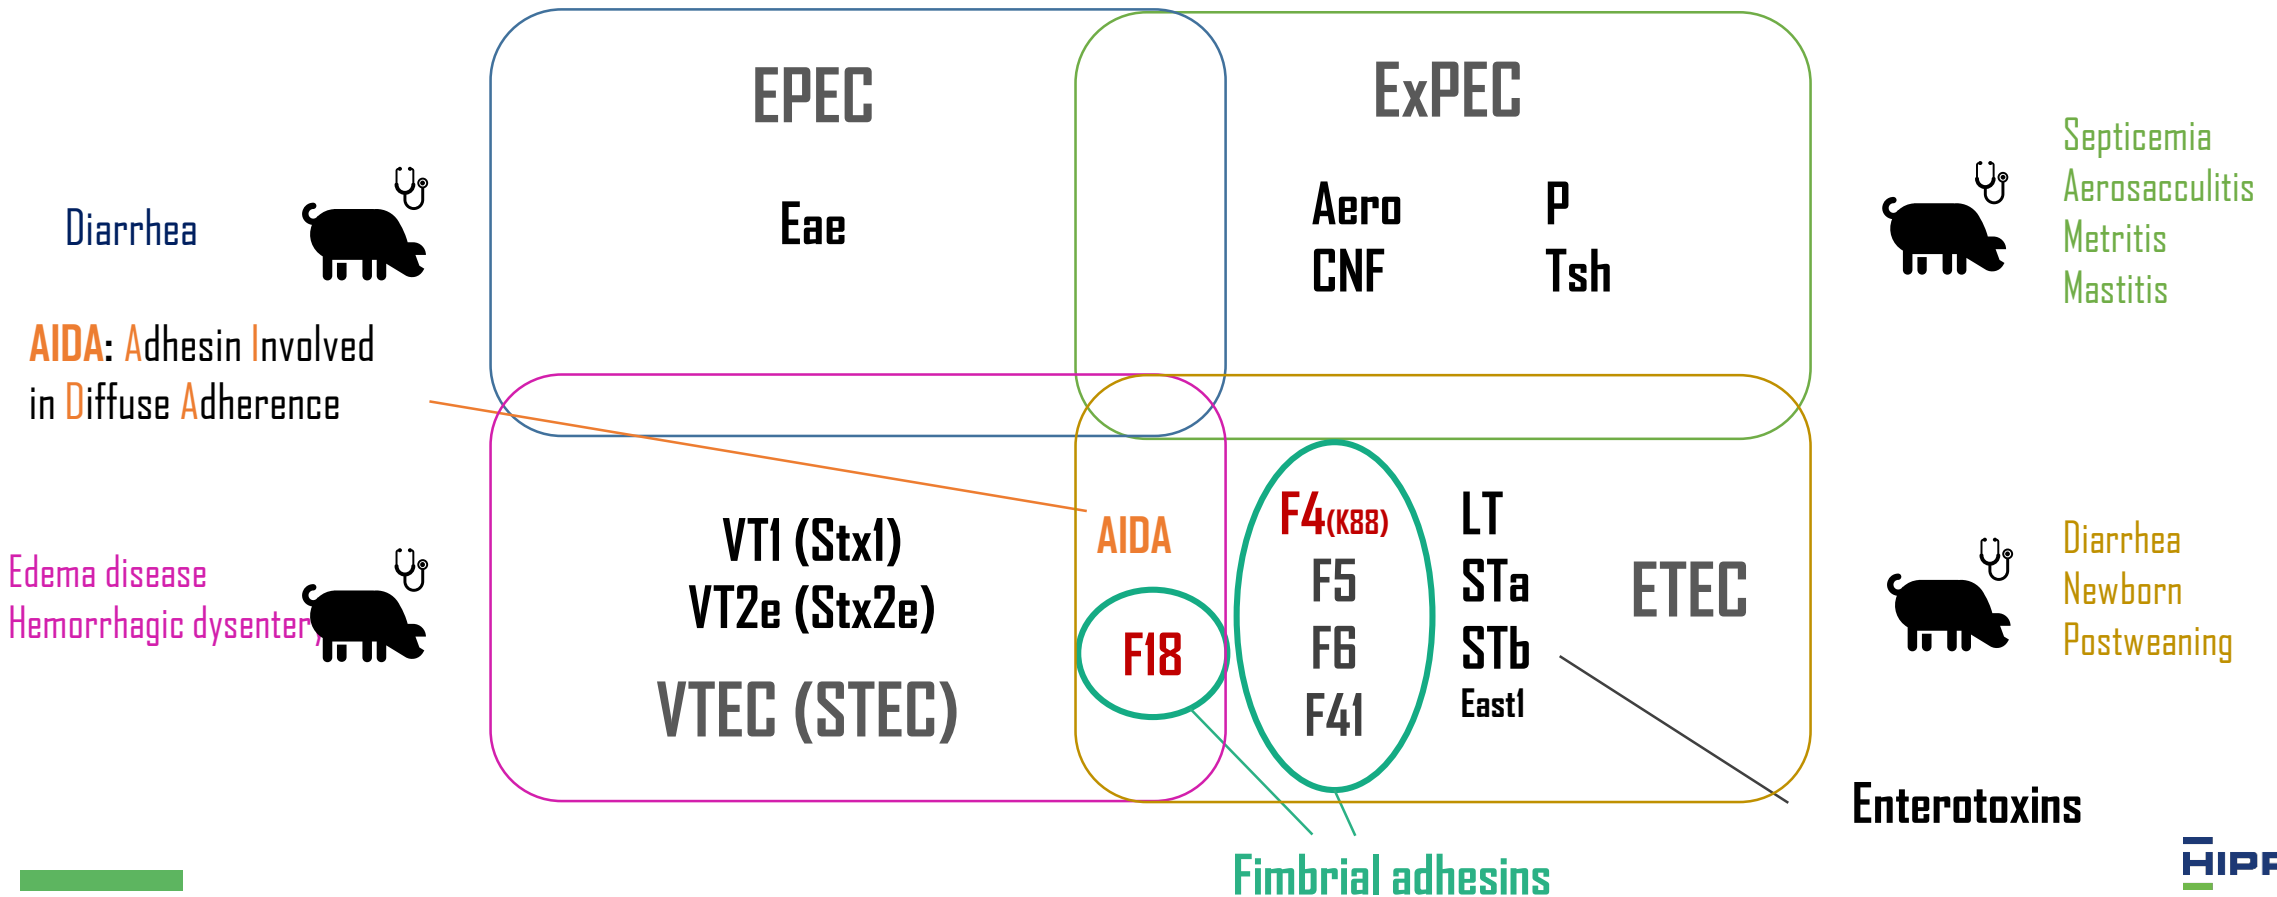 EPEC
Eae
ExPEC
Aero P
CNF Tsh
Diarrhea
Septicemia
Aerosacculitis
Metritis
Mastitis
AIDA: Adhesin Involved
in Diffuse Adherence
Edema disease
Hemorrhagic dysentery
VT1 (Stx1)
VT2e (Stx2e)
VTEC (STEC)
AIDA
F18
F4(K88)
F5
F6
F41
LT
STa
STb
East1
ETEC
Diarrhea
Newborn
Postweaning
Enterotoxins
Fimbrial adhesins